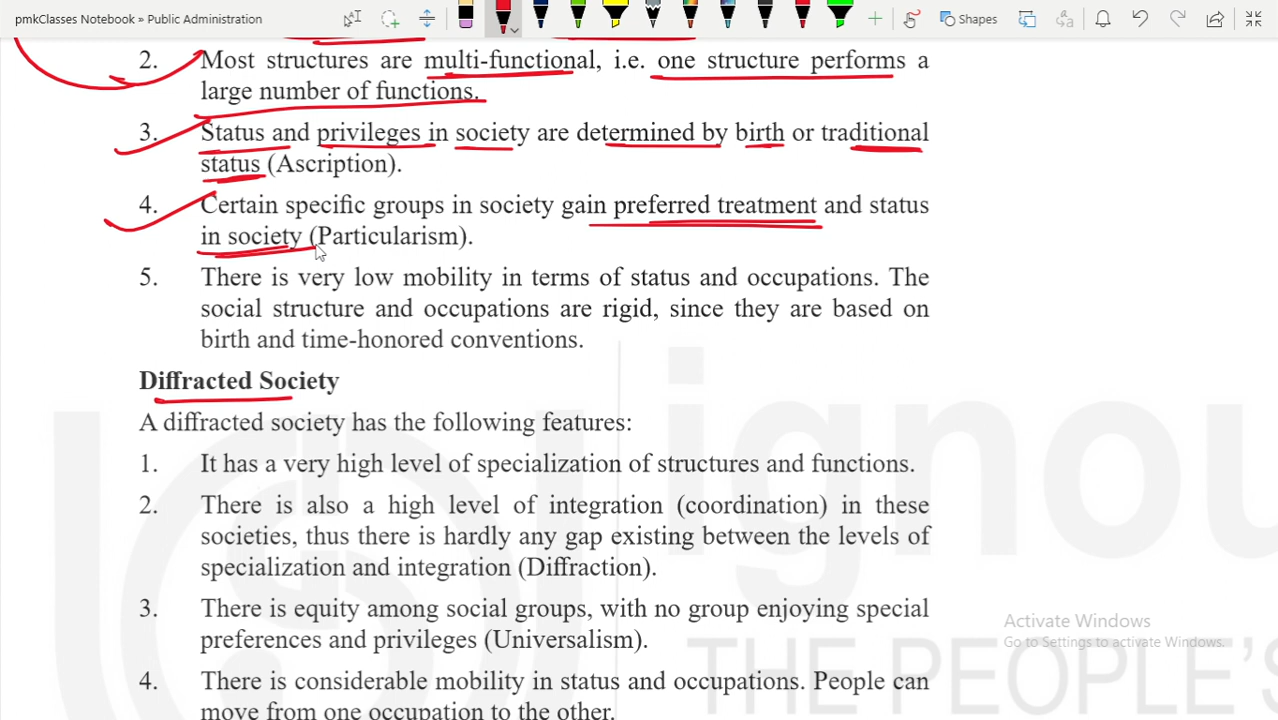 pmkClasses Notebook » Public Administration
Shapes
2. Most structures are multi-functional, i.e. one structure performs a
large number of functions.
3. Status and privileges in society are determined by birth or traditional
status (Ascription).
4. Certain specific groups in society gain preferred treatment and status
in society (Particularism).
5. There is very low mobility in terms of status and occupations. The
social structure and occupations are rigid, since they are based on
birth and time-honored conventions.
Diffracted Society
A diffracted society has the following features:
1. It has a very high level of specialization of structures and functions.
2. There is also a high level of integration (coordination) in these
societies, thus there is hardly any gap existing between the levels of
specialization and integration (Diffraction).
3. There is equity among social groups, with no group enjoying special
preferences and privileges (Universalism).
4. There is considerable mobility in status and occupations. People can
move from one occupation to the other.
ignou
THE PEOPLE'S
Activate Windows
Go to Settings to activate Windows.